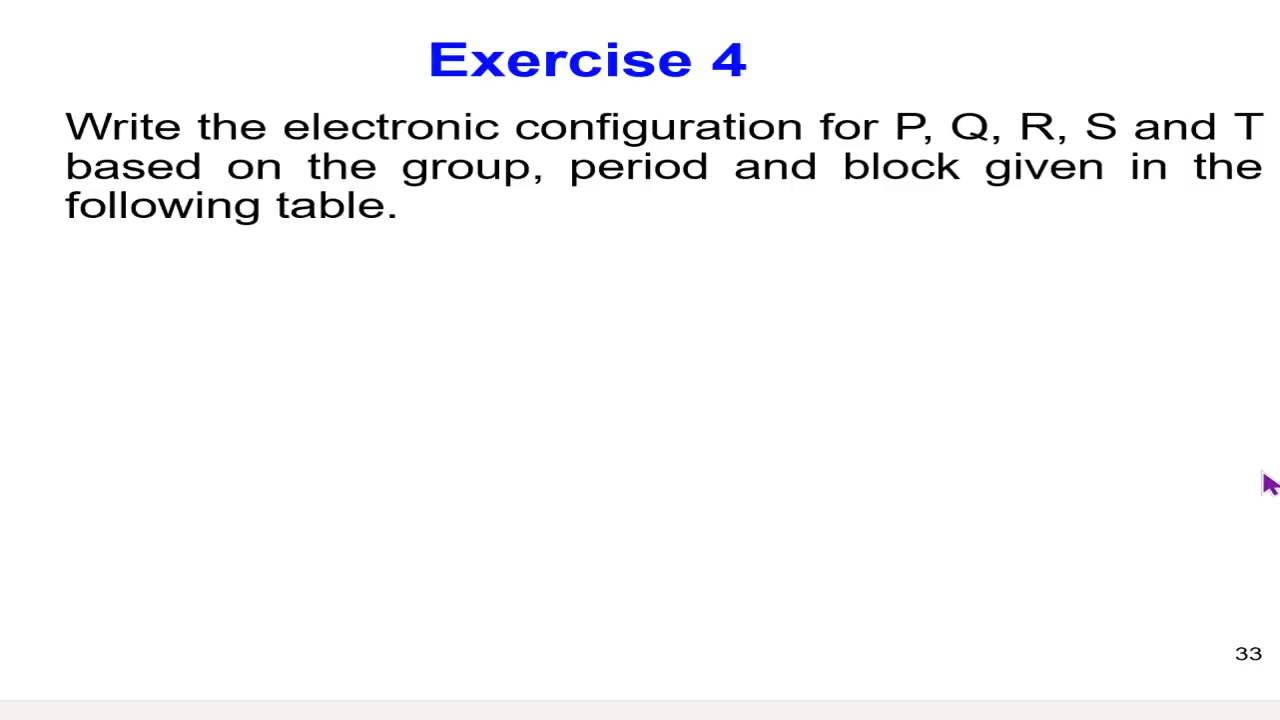 Exercise 4
Write the electronic configuration for P, Q, R, S and T
based on the group, period and block given in the
following table.
33